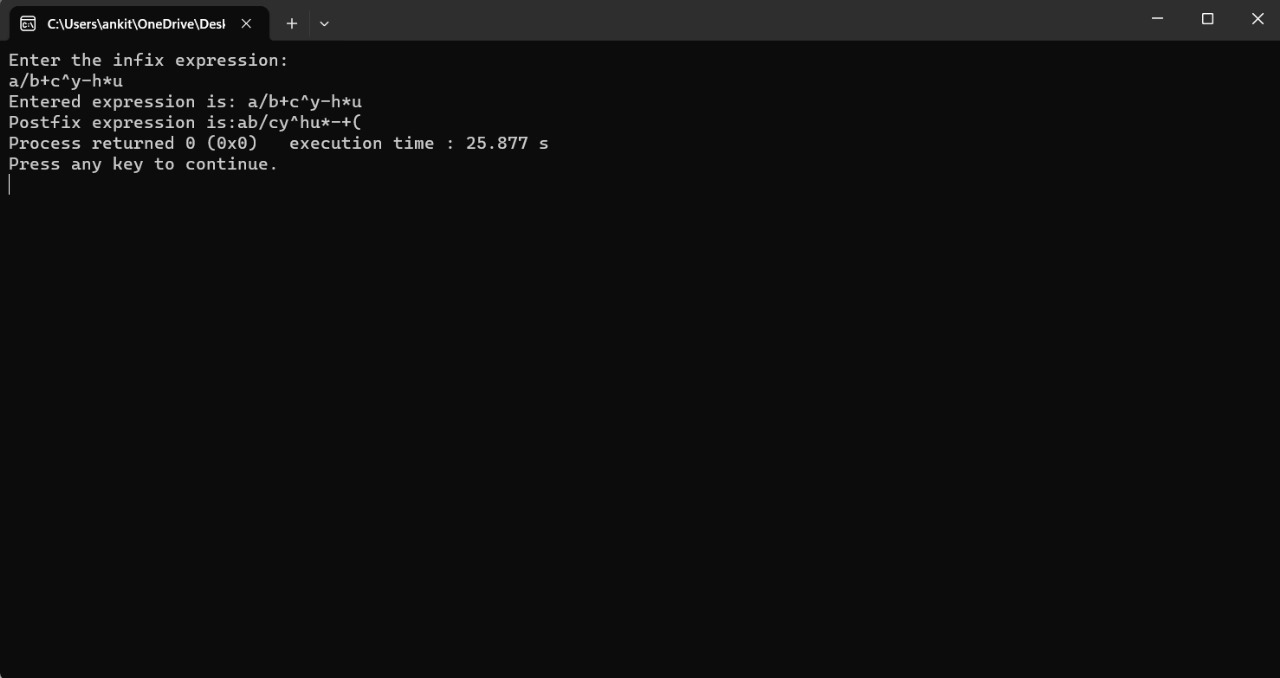 C:\Users\ankit\OneDrive\Desl
Enter the infix expression:
a/b+c^y-h*u
Entered expression is: a/b+c^y-h*u
Postfix expression is:ab/cy^hu*-+(
Process returned 0 (0x0)   execution time : 25.877 s
Press any key to continue.